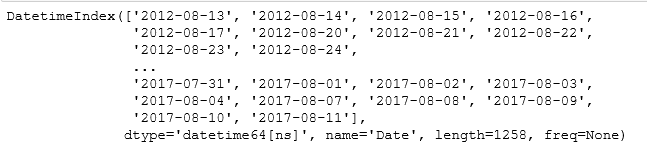 DatetimeIndex(['2012-08-13', '2012-08-14', '2012-08-15', '2012-08-16',
'2012-08-17', '2012-08-20', '2012-08-21', '2012-08-22',
'2012-08-23', '2012-08-24',
...
'2017-07-31', '2017-08-01', '2017-08-02', '2017-08-03',
'2017-08-04', '2017-08-07', '2017-08-08', '2017-08-09',
'2017-08-10', '2017-08-11'],
dtype='datetime64[ns]', name='Date', length=1258, freq=None)